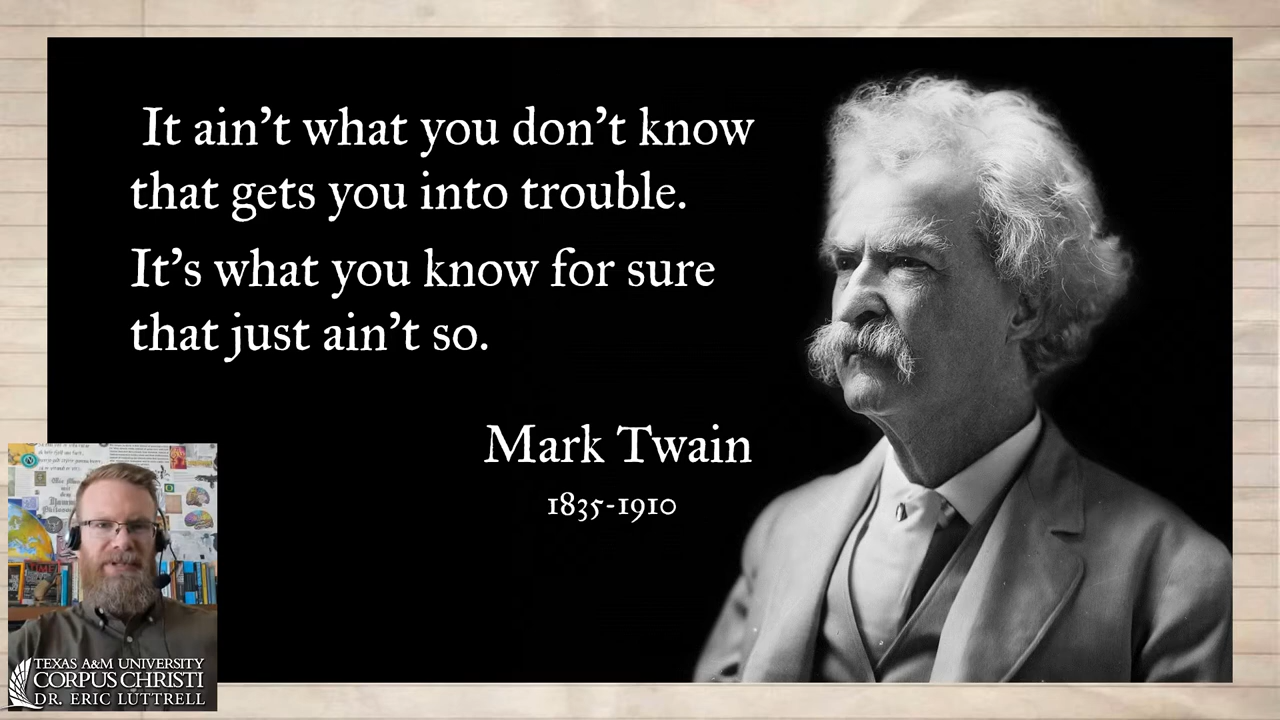 It ain’t what you don’t know
that gets you into trouble.
It’s what you know for sure
that just ain’t so.
Mark Twain
1835-1910
TIME
TEXAS A&M UNIVERSITY
CORPUS CHRISTI
DR. ERIC LUTTRELL